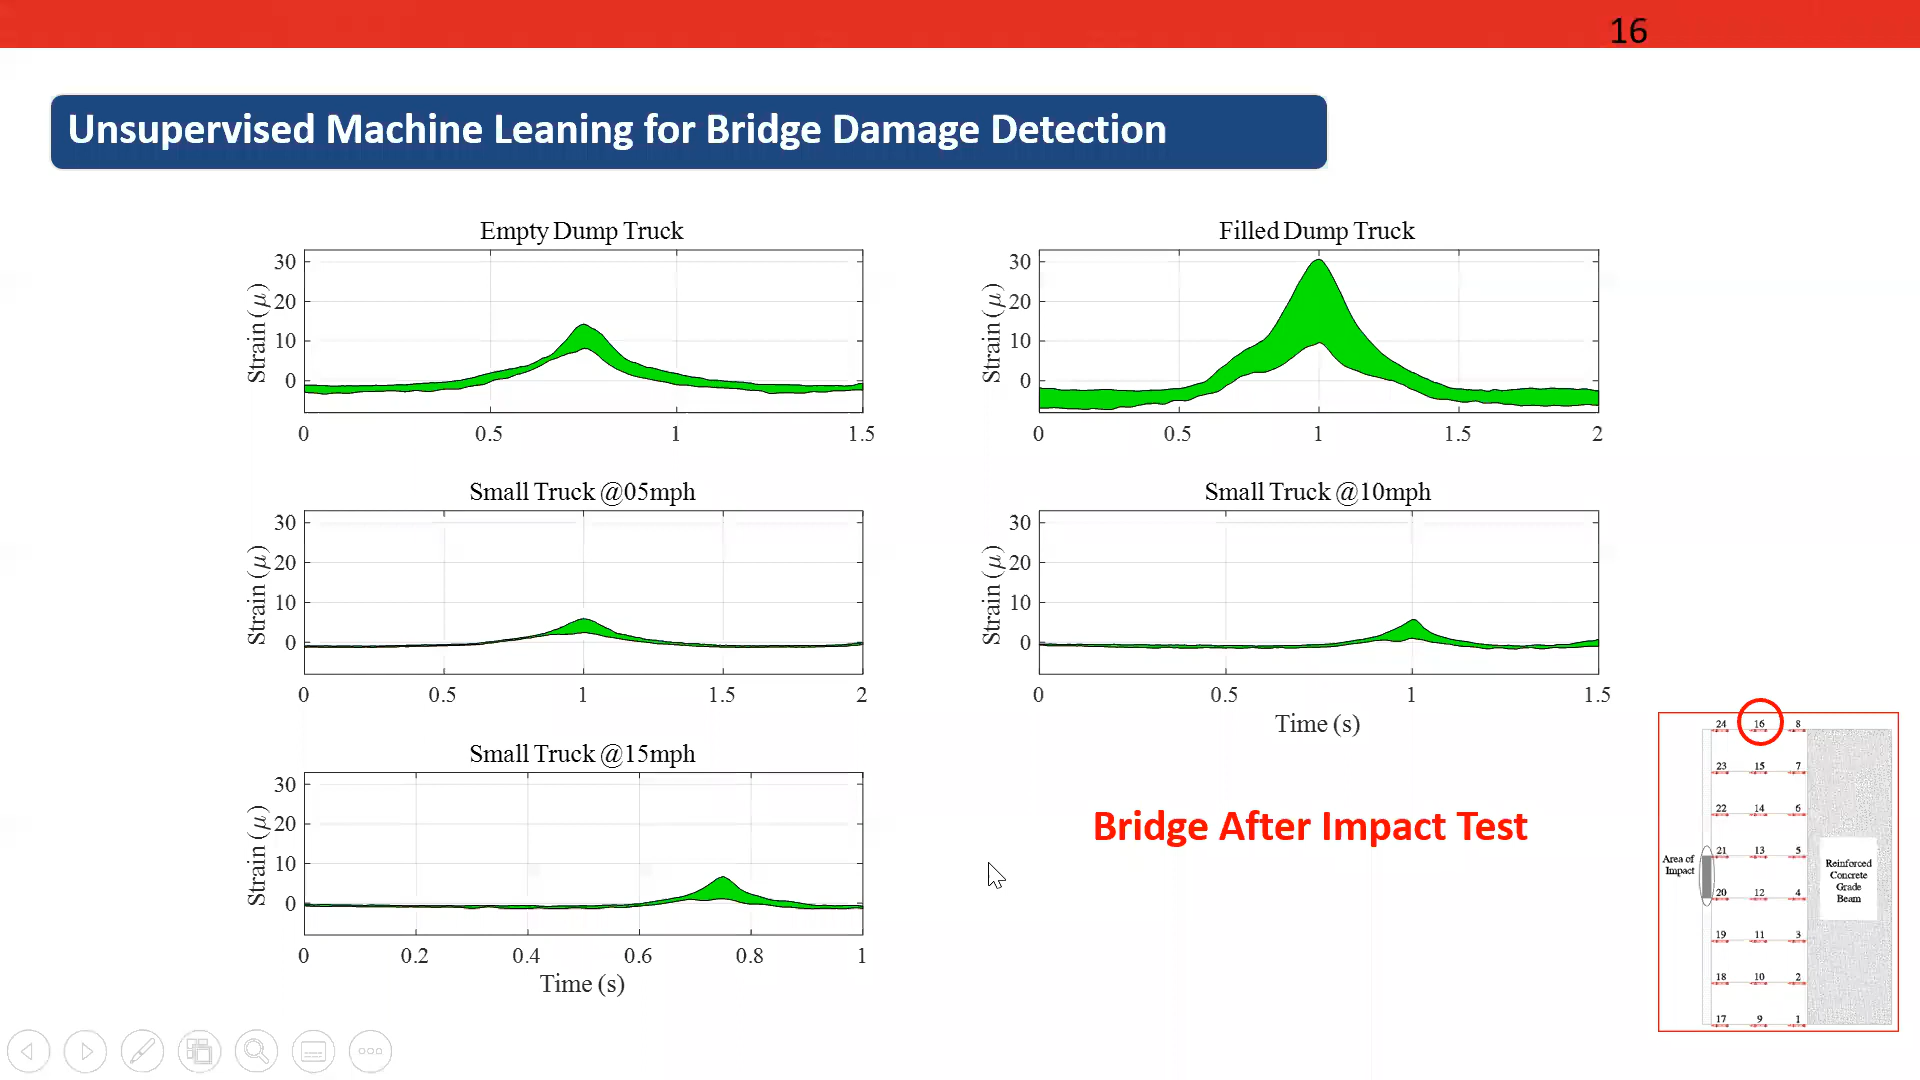 16
Unsupervised Machine Leaning for Bridge Damage Detection
Empty Dump Truck
Strain (μ)
30
20
10
0
0 0.5 1 1.5
Filled Dump Truck
Strain (μ)
30
20
10
0
0 0.5 1 1.5 2
Small Truck @05mph
Strain (μ)
30
20
10
0
0 0.5 1 1.5 2
Small Truck @10mph
Strain (μ)
30
20
10
0
0 0.5 1 1.5
Time (s)
Small Truck @15mph
Strain (μ)
30
20
10
0
0 0.2 0.4 0.6 0.8 1
Time (s)
Bridge After Impact Test
24 16 8
23 15 7
22 14 6
21 13 5
Area of
Impact
Reinforced
Concrete
Grade
Beam
20 12 4
19 11 3
18 10 2
17 9 1